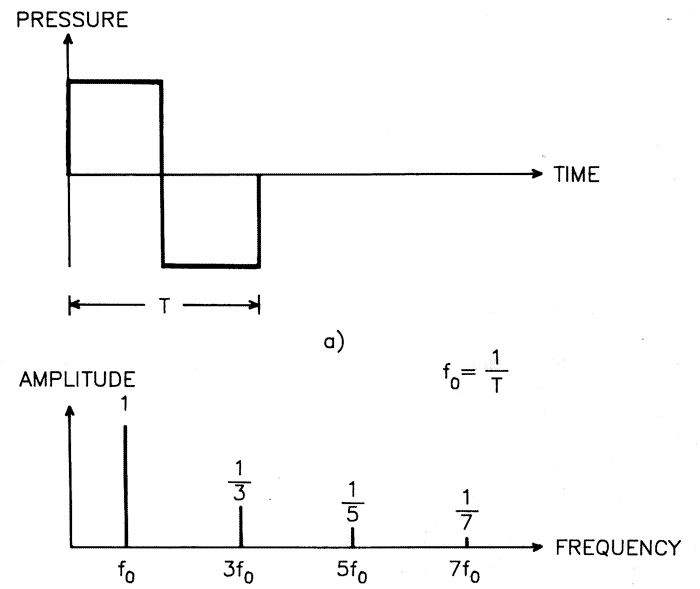 PRESSURE
TIME
T
a)
f₀ = 1/T
AMPLITUDE
1
1/3
1/5
1/7
FREQUENCY
f₀ 3f₀ 5f₀ 7f₀